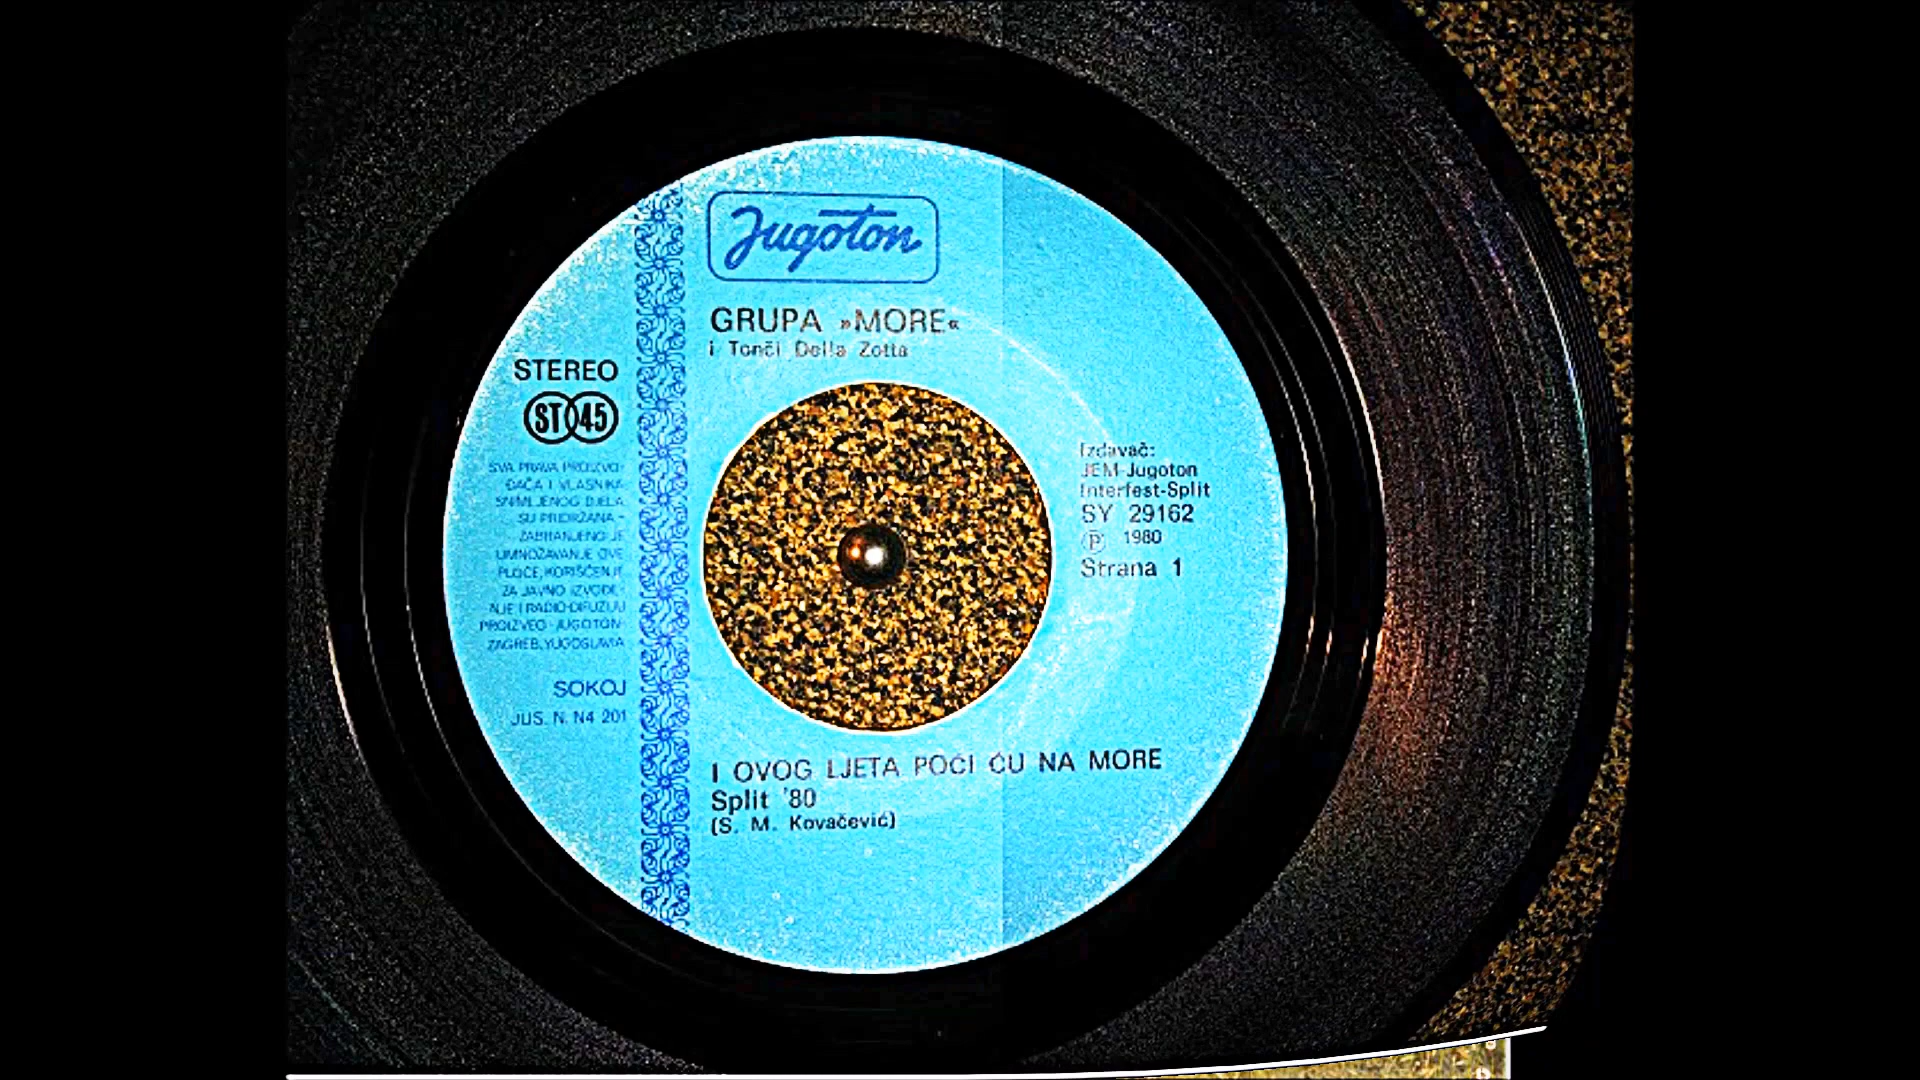 Jugoton
GRUPA »MORE«
i Tonči Della Zotta
STEREO
ST 45
SVA PRAVA PROIZVO-
ĐAČA I VLASNIKA
SNIMLJENOG DJELA
SU PRIDRŽANA -
ZABRANJENO JE
UMNOŽAVANJE OVE
PLOČE, KORIŠĆENJE
ZA JAVNO IZVOĐE-
NJE I RADIO-DIFUZIJU
PROIZVEO-JUGOTON-
ZAGREB, YUGOSLAVIA
SOKOJ
JUS. N. N4 201
Izdavač:
JEM-Jugoton
Interfest-Split
SY 29162
Ⓟ 1980
Strana 1
I OVOG LJETA POĆI ĆU NA MORE
Split '80
(S. M. Kovačević)